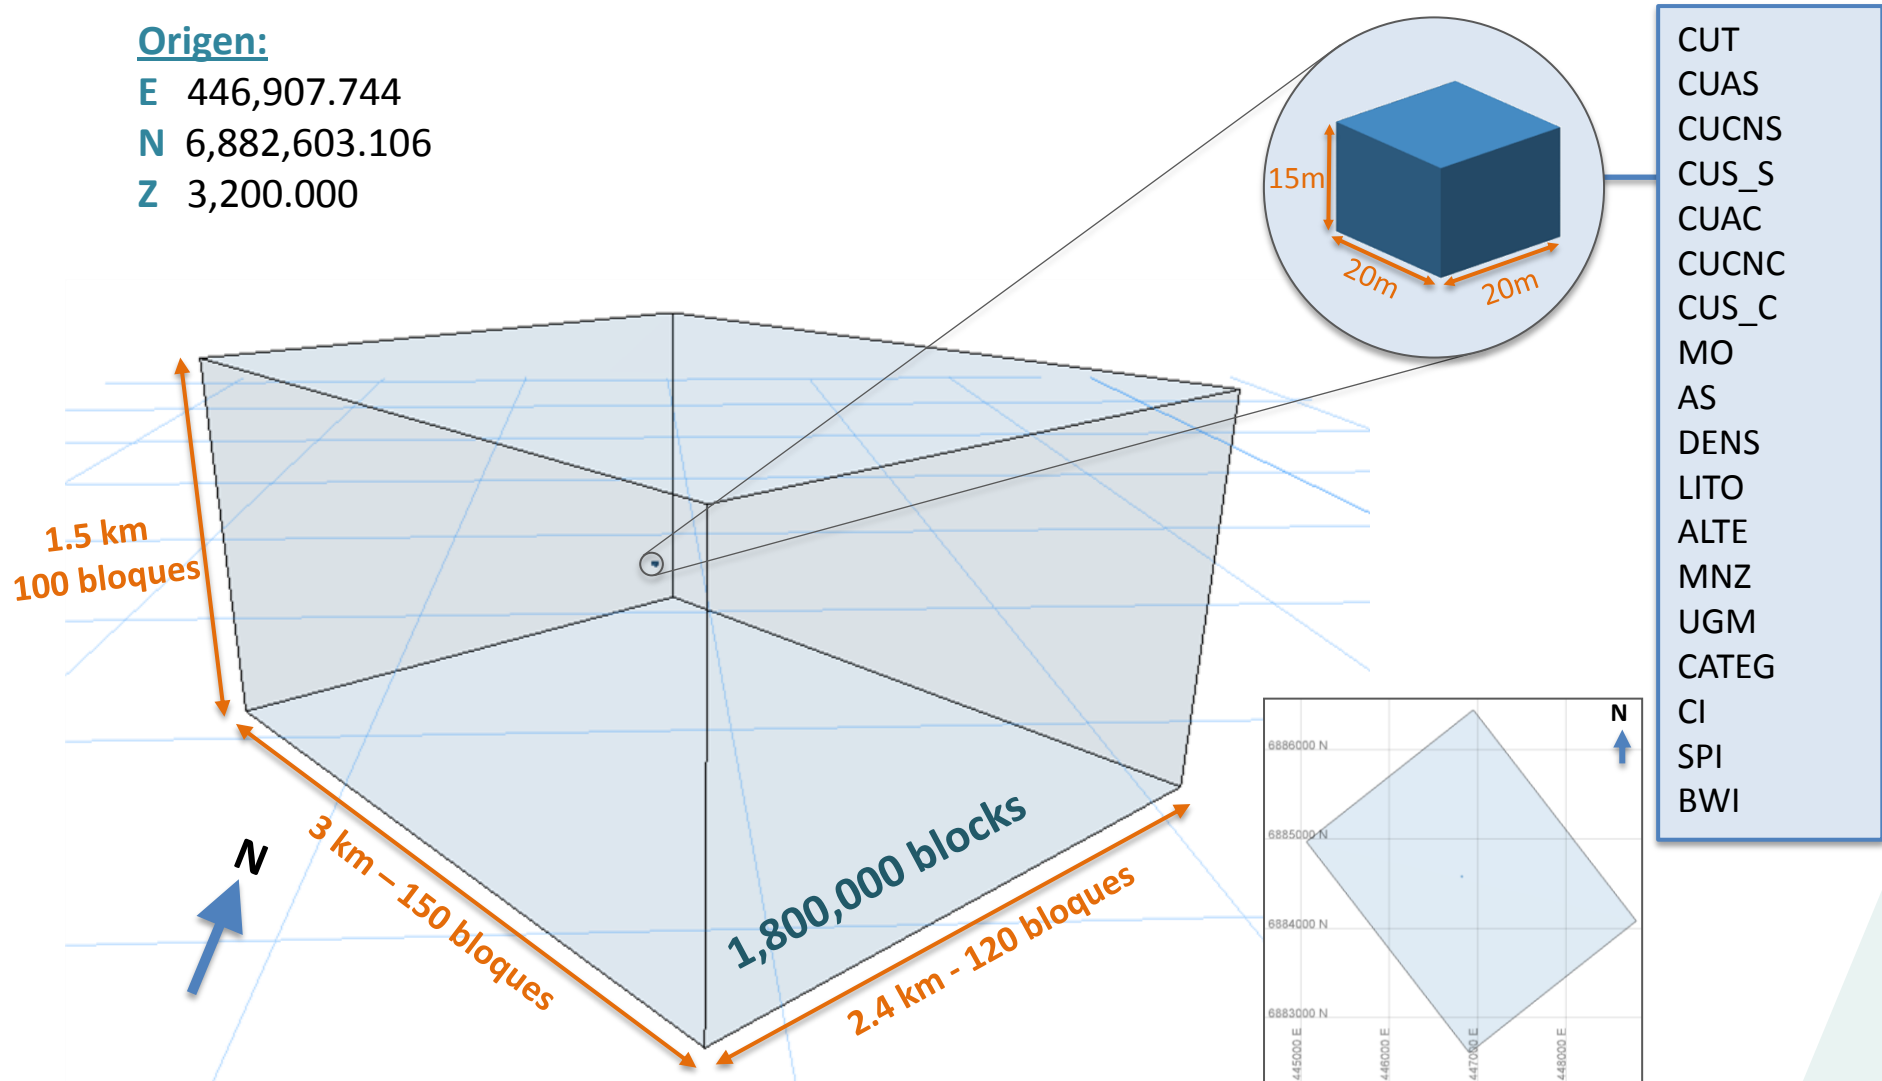 Origen:
E 446,907.744
N 6,882,603.106
Z 3,200.000
15m
20m
20m
CUT
CUAS
CUCNS
CUS_S
CUAC
CUCNC
CUS_C
MO
AS
DENS
LITO
ALTE
MNZ
UGM
CATEG
CI
SPI
BWI
1.5 km
100 bloques
N
3 km – 150 bloques
1,800,000 blocks
2.4 km - 120 bloques
N
6886000 N
6885000 N
6884000 N
6883000 N
445000 E
446000 E
447000 E
448000 E